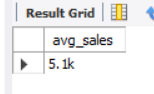 Result Grid
avg_sales
5.1k